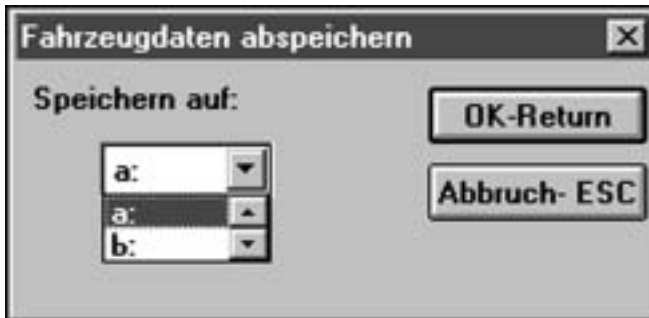 Fahrzeugdaten abspeichern
Speichern auf:
OK-Return
a:
Abbruch- ESC
a:
b: